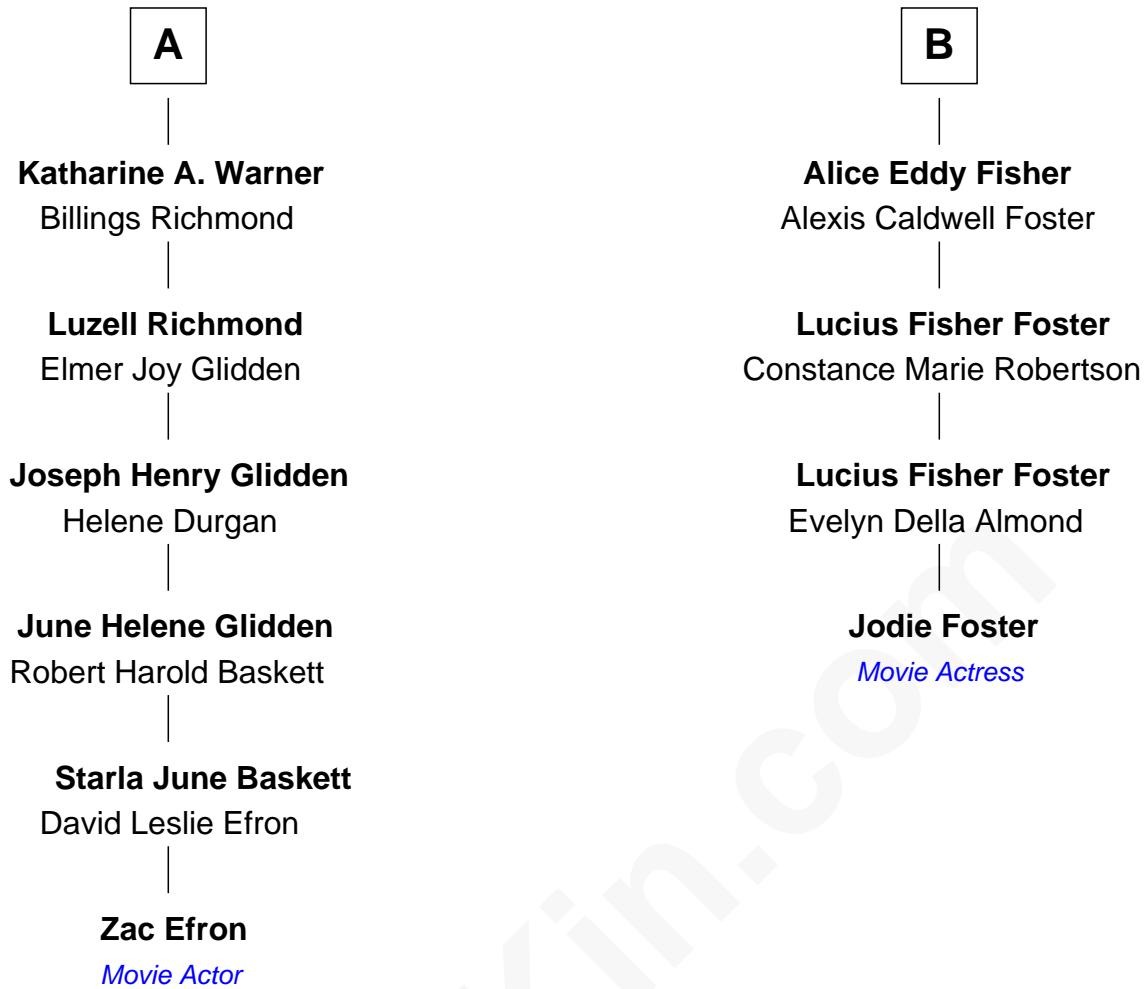 A
Katharine A. Warner
Billings Richmond
Luzell Richmond
Elmer Joy Glidden
Joseph Henry Glidden
Helene Durgan
June Helene Glidden
Robert Harold Baskett
Starla June Baskett
David Leslie Efron
Zac Efron
Movie Actor
B
Alice Eddy Fisher
Alexis Caldwell Foster
Lucius Fisher Foster
Constance Marie Robertson
Lucius Fisher Foster
Evelyn Della Almond
Jodie Foster
Movie Actress
Kin.com